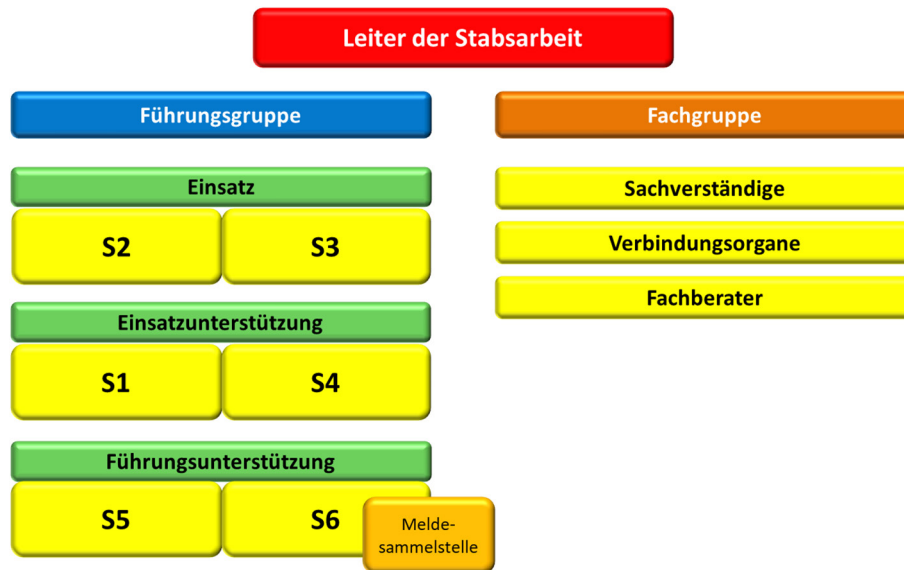 Leiter der Stabsarbeit
Führungsgruppe
Einsatz
S2 S3
Einsatzunterstützung
S1 S4
Führungsunterstützung
S5 S6
Melde-
sammelstelle
Fachgruppe
Sachverständige
Verbindungsorgane
Fachberater